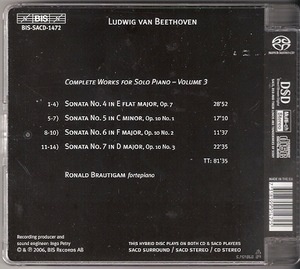 BIS
BIS-SACD-1472
LUDWIG VAN BEETHOVEN
COMPLETE WORKS FOR SOLO PIANO – VOLUME 3
1-4) SONATA NO. 4 IN E FLAT MAJOR, OP. 7 28'52
5-7) SONATA NO. 5 IN C MINOR, OP. 10 NO. 1 17'10
8-10) SONATA NO. 6 IN F MAJOR, OP. 10 NO. 2 11'37
11-14) SONATA NO. 7 IN D MAJOR, OP. 10 NO. 3 22'35
TT: 81'35
RONALD BRAUTIGAM fortepiano
Recording producer and
sound engineer: Ingo Petry
℗ & © 2006, BIS Records AB
THIS HYBRID DISC PLAYS ON BOTH CD & SACD PLAYERS
SACD SURROUND / SACD STEREO / CD STEREO
DSD
Multi-ch
Stereo